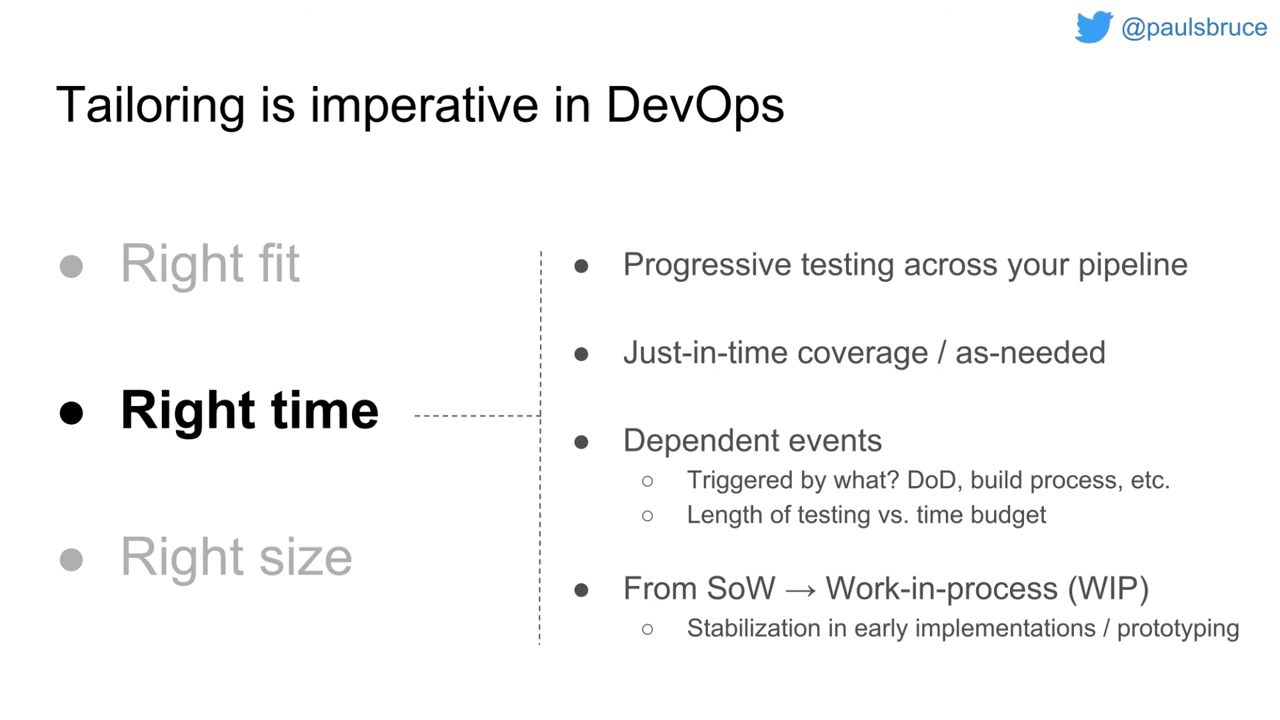 @paulsbruce
Tailoring is imperative in DevOps
● Right fit
● Right time
● Right size
● Progressive testing across your pipeline
● Just-in-time coverage / as-needed
● Dependent events
○ Triggered by what? DoD, build process, etc.
○ Length of testing vs. time budget
● From SoW → Work-in-process (WIP)
○ Stabilization in early implementations / prototyping